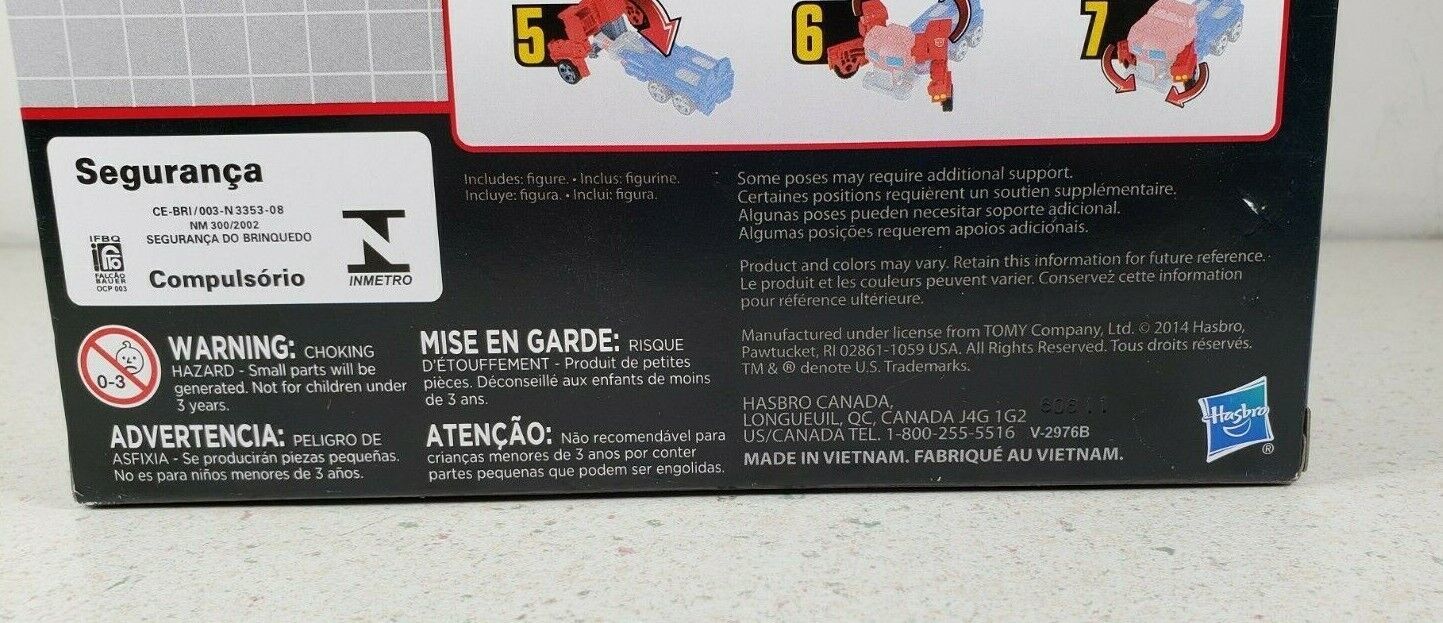 5
6
7
Segurança
CE-BRI/003-N 3353-08
NM 300/2002
SEGURANÇA DO BRINQUEDO
IFBQ
FALCÃO
BAUER
OCP 003
Compulsório
INMETRO
Includes: figure. • Inclus: figurine.
Incluye: figura. • Inclui: figura.
Some poses may require additional support.
Certaines positions requièrent un soutien supplémentaire.
Algunas poses pueden necesitar soporte adicional.
Algumas posições requerem apoios adicionais.
Product and colors may vary. Retain this information for future reference.
Le produit et les couleurs peuvent varier. Conservez cette information
pour référence ultérieure.
0-3
WARNING: CHOKING
HAZARD - Small parts will be
generated. Not for children under
3 years.
MISE EN GARDE: RISQUE
D'ÉTOUFFEMENT - Produit de petites
pièces. Déconseillé aux enfants de moins
de 3 ans.
ADVERTENCIA: PELIGRO DE
ASFIXIA - Se producirán piezas pequeñas.
No es para niños menores de 3 años.
ATENÇÃO: Não recomendável para
crianças menores de 3 anos por conter
partes pequenas que podem ser engolidas.
Manufactured under license from TOMY Company, Ltd. © 2014 Hasbro,
Pawtucket, RI 02861-1059 USA. All Rights Reserved. Tous droits réservés.
TM & ® denote U.S. Trademarks.
HASBRO CANADA,
LONGUEUIL, QC, CANADA J4G 1G2
US/CANADA TEL. 1-800-255-5516 V-2976B
MADE IN VIETNAM. FABRIQUÉ AU VIETNAM.
Hasbro
®